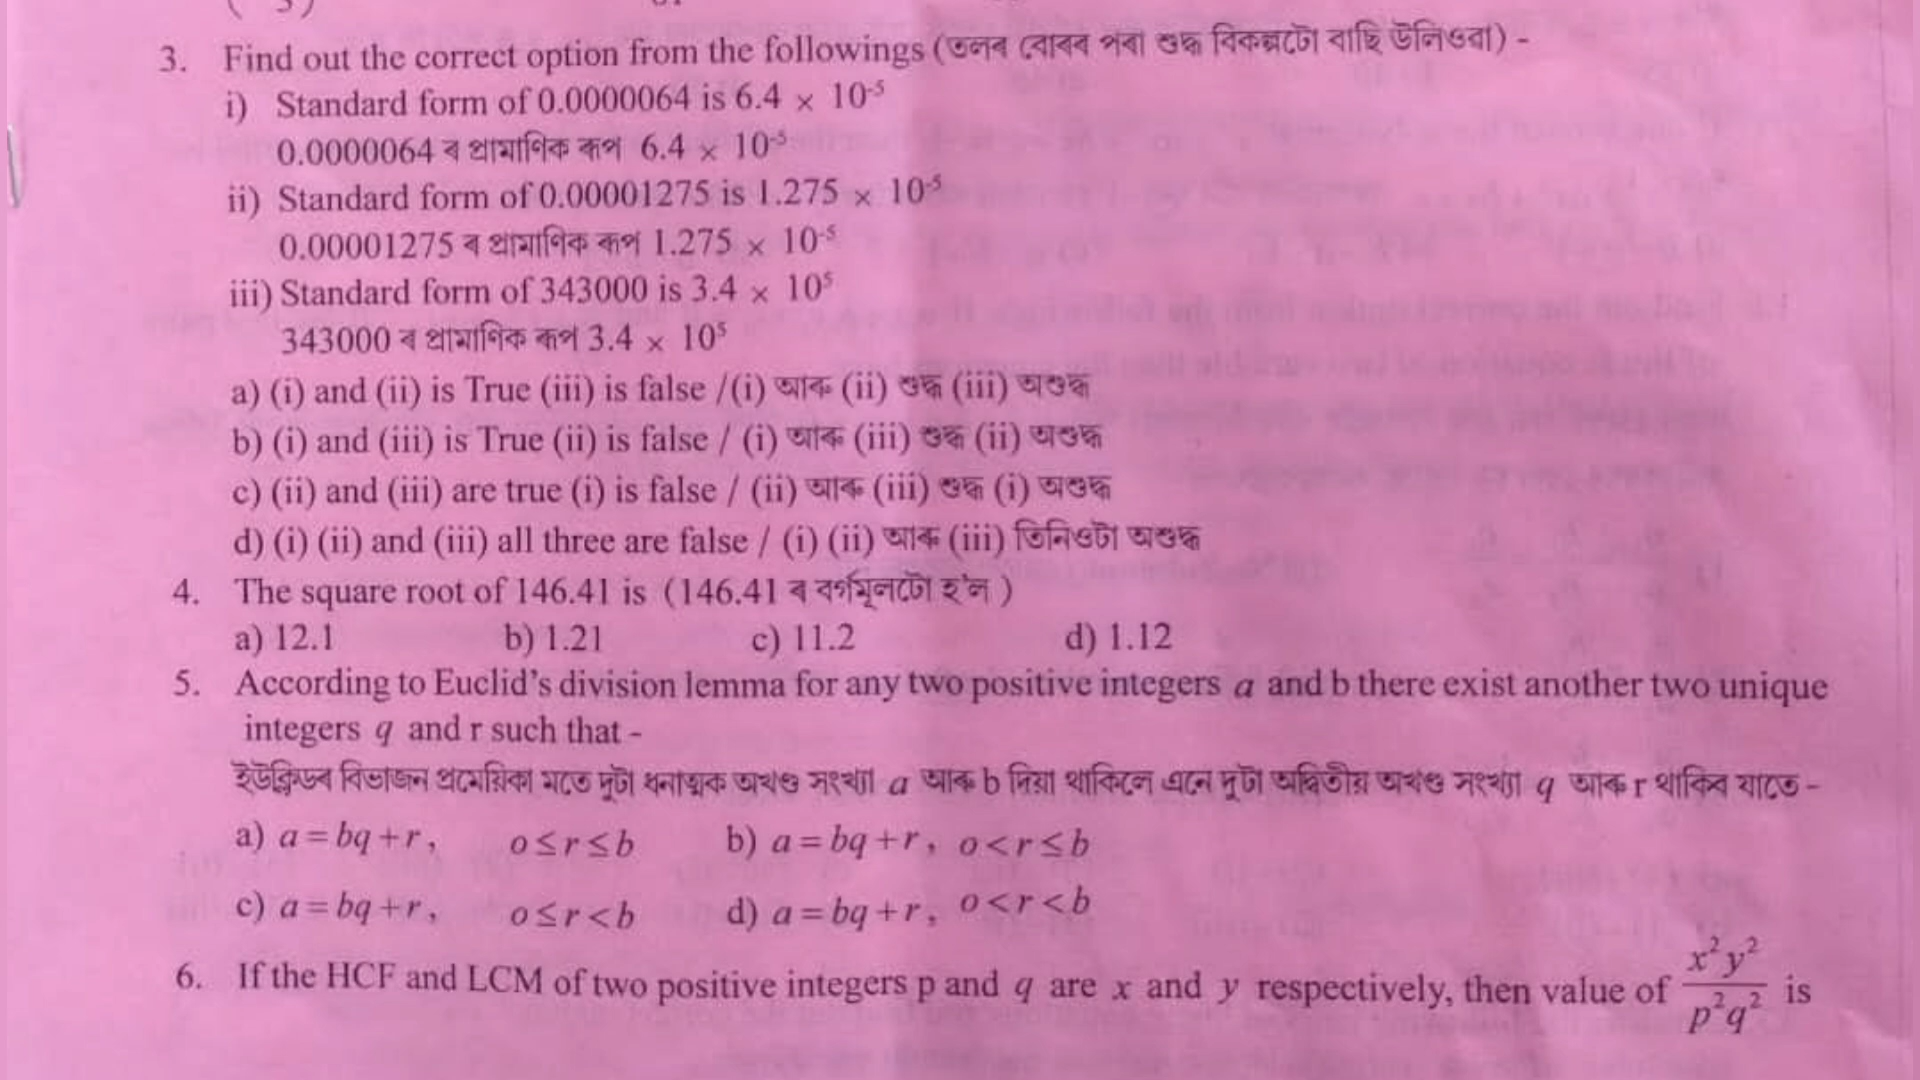 3. Find out the correct option from the followings (তলৰ বোৰৰ পৰা শুদ্ধ বিকল্পটো বাছি উলিওৱা) -
i) Standard form of 0.0000064 is 6.4 × 10⁻⁵
0.0000064 ৰ প্ৰামাণিক ৰূপ 6.4 × 10⁻⁵
ii) Standard form of 0.00001275 is 1.275 × 10⁻⁵
0.00001275 ৰ প্ৰামাণিক ৰূপ 1.275 × 10⁻⁵
iii) Standard form of 343000 is 3.4 × 10⁵
343000 ৰ প্ৰামাণিক ৰূপ 3.4 × 10⁵
a) (i) and (ii) is True (iii) is false /(i) আৰু (ii) শুদ্ধ (iii) অশুদ্ধ
b) (i) and (iii) is True (ii) is false / (i) আৰু (iii) শুদ্ধ (ii) অশুদ্ধ
c) (ii) and (iii) are true (i) is false / (ii) আৰু (iii) শুদ্ধ (i) অশুদ্ধ
d) (i) (ii) and (iii) all three are false / (i) (ii) আৰু (iii) তিনিওটা অশুদ্ধ
4. The square root of 146.41 is (146.41 ৰ বৰ্গমূলটো হ'ল )
a) 12.1 b) 1.21 c) 11.2 d) 1.12
5. According to Euclid's division lemma for any two positive integers a and b there exist another two unique
integers q and r such that -
ইউক্লিডৰ বিভাজন প্ৰমেয়িকা মতে দুটা ধনাত্মক অখণ্ড সংখ্যা a আৰু b দিয়া থাকিলে এনে দুটা অদ্বিতীয় অখণ্ড সংখ্যা q আৰু r থাকিব যাতে -
a) a = bq + r, o ≤ r ≤ b b) a = bq + r, o < r ≤ b
c) a = bq + r, o ≤ r < b d) a = bq + r, o < r < b
6. If the HCF and LCM of two positive integers p and q are x and y respectively, then value of x²y²/p²q² is